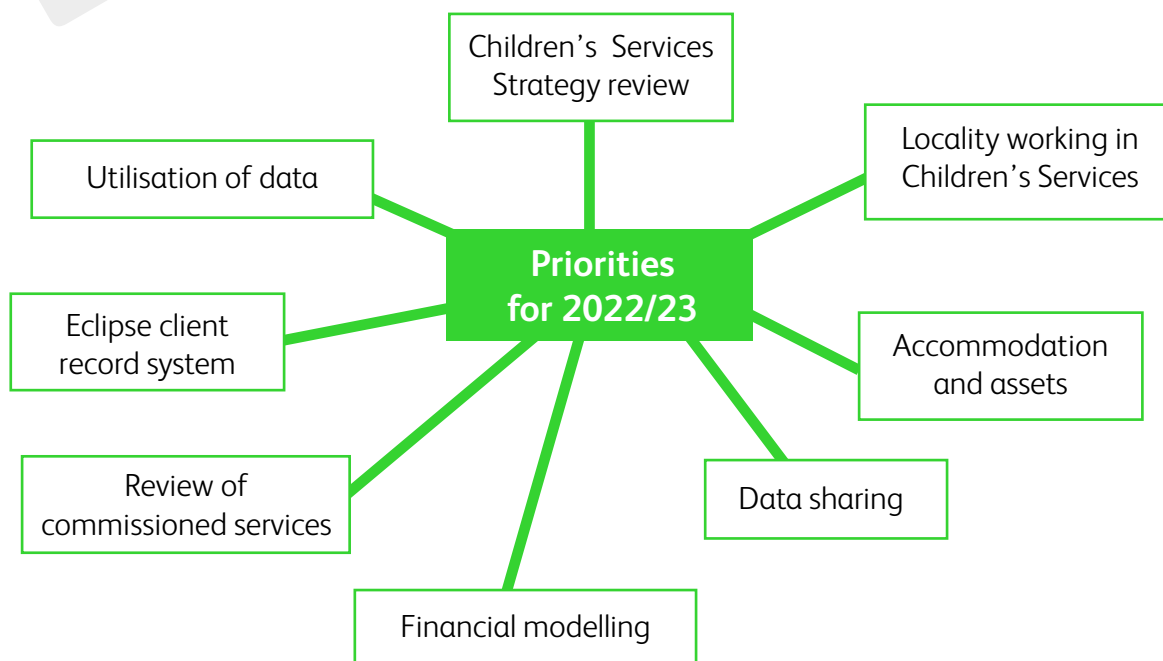 Children’s Services
Strategy review
Locality working in
Children’s Services
Utilisation of data
Priorities
for 2022/23
Eclipse client
record system
Accommodation
and assets
Review of
commissioned services
Data sharing
Financial modelling